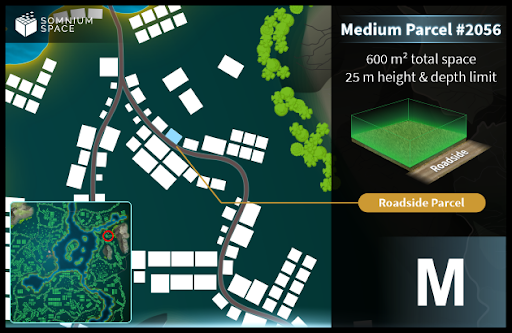 SOMNIUM
SPACE
Medium Parcel #2056
600 m² total space
25 m height & depth limit
Roadside
Roadside Parcel
M